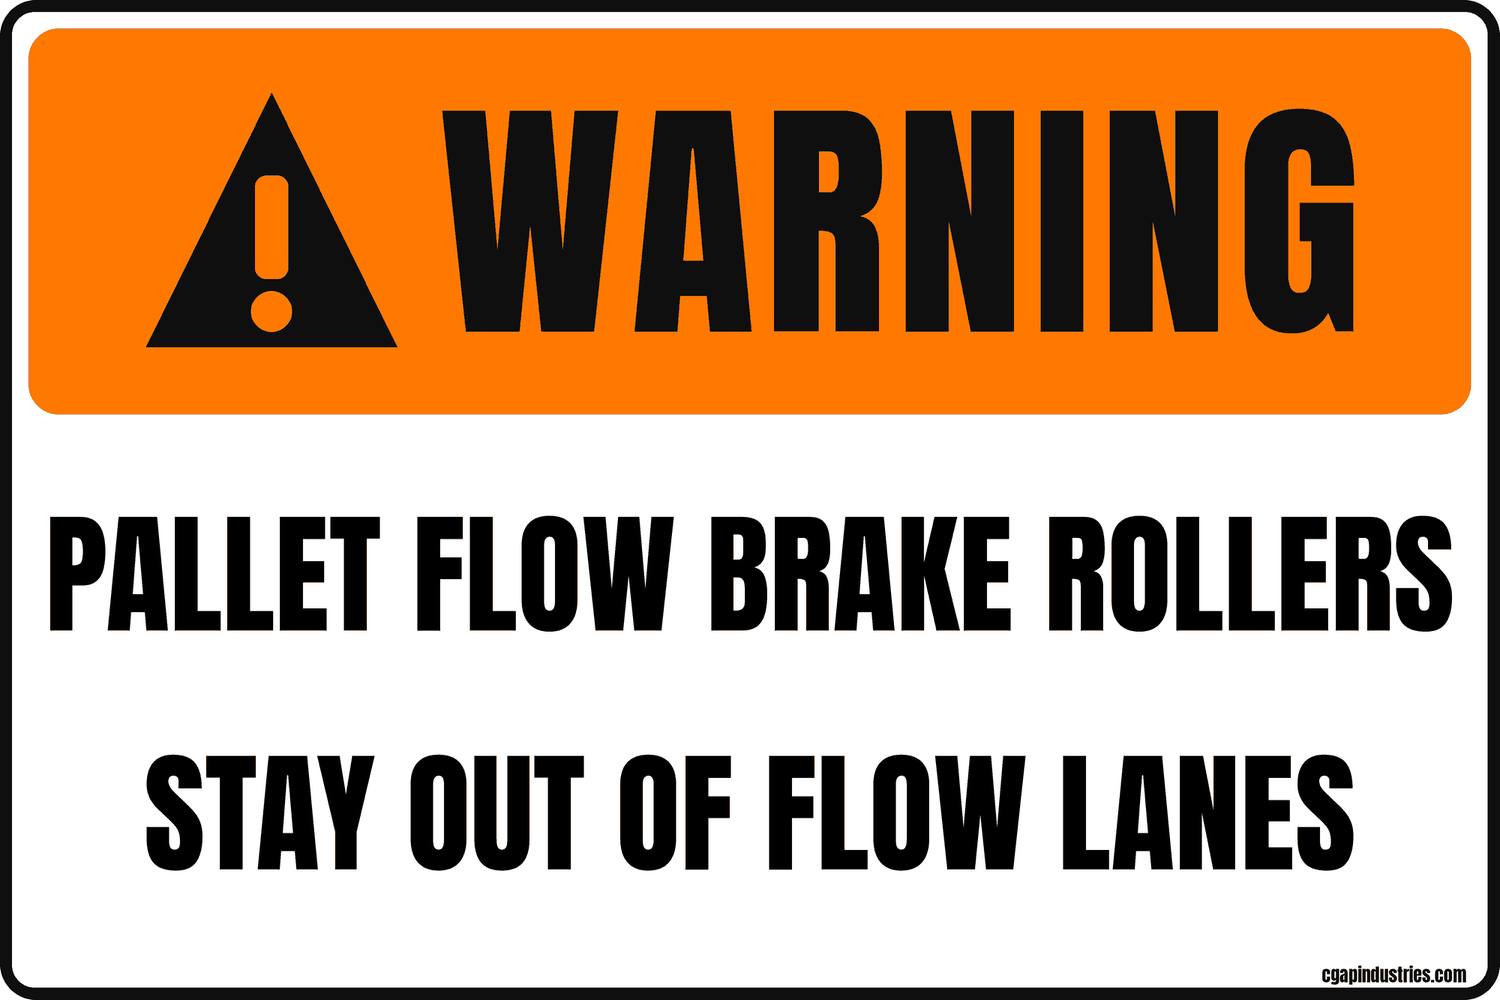 WARNING
PALLET FLOW BRAKE ROLLERS
STAY OUT OF FLOW LANES
cgapindustries.com